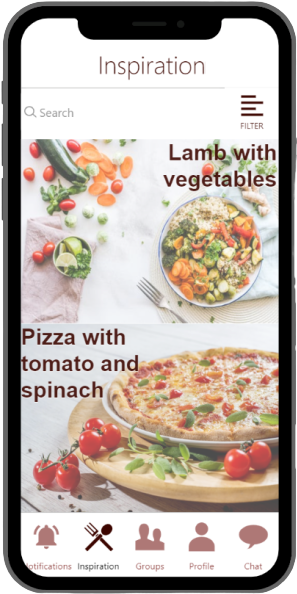 Inspiration
Search
FILTER
Lamb with
vegetables
Pizza with
tomato and
spinach
otifications
Inspiration
Groups
Profile
Chat